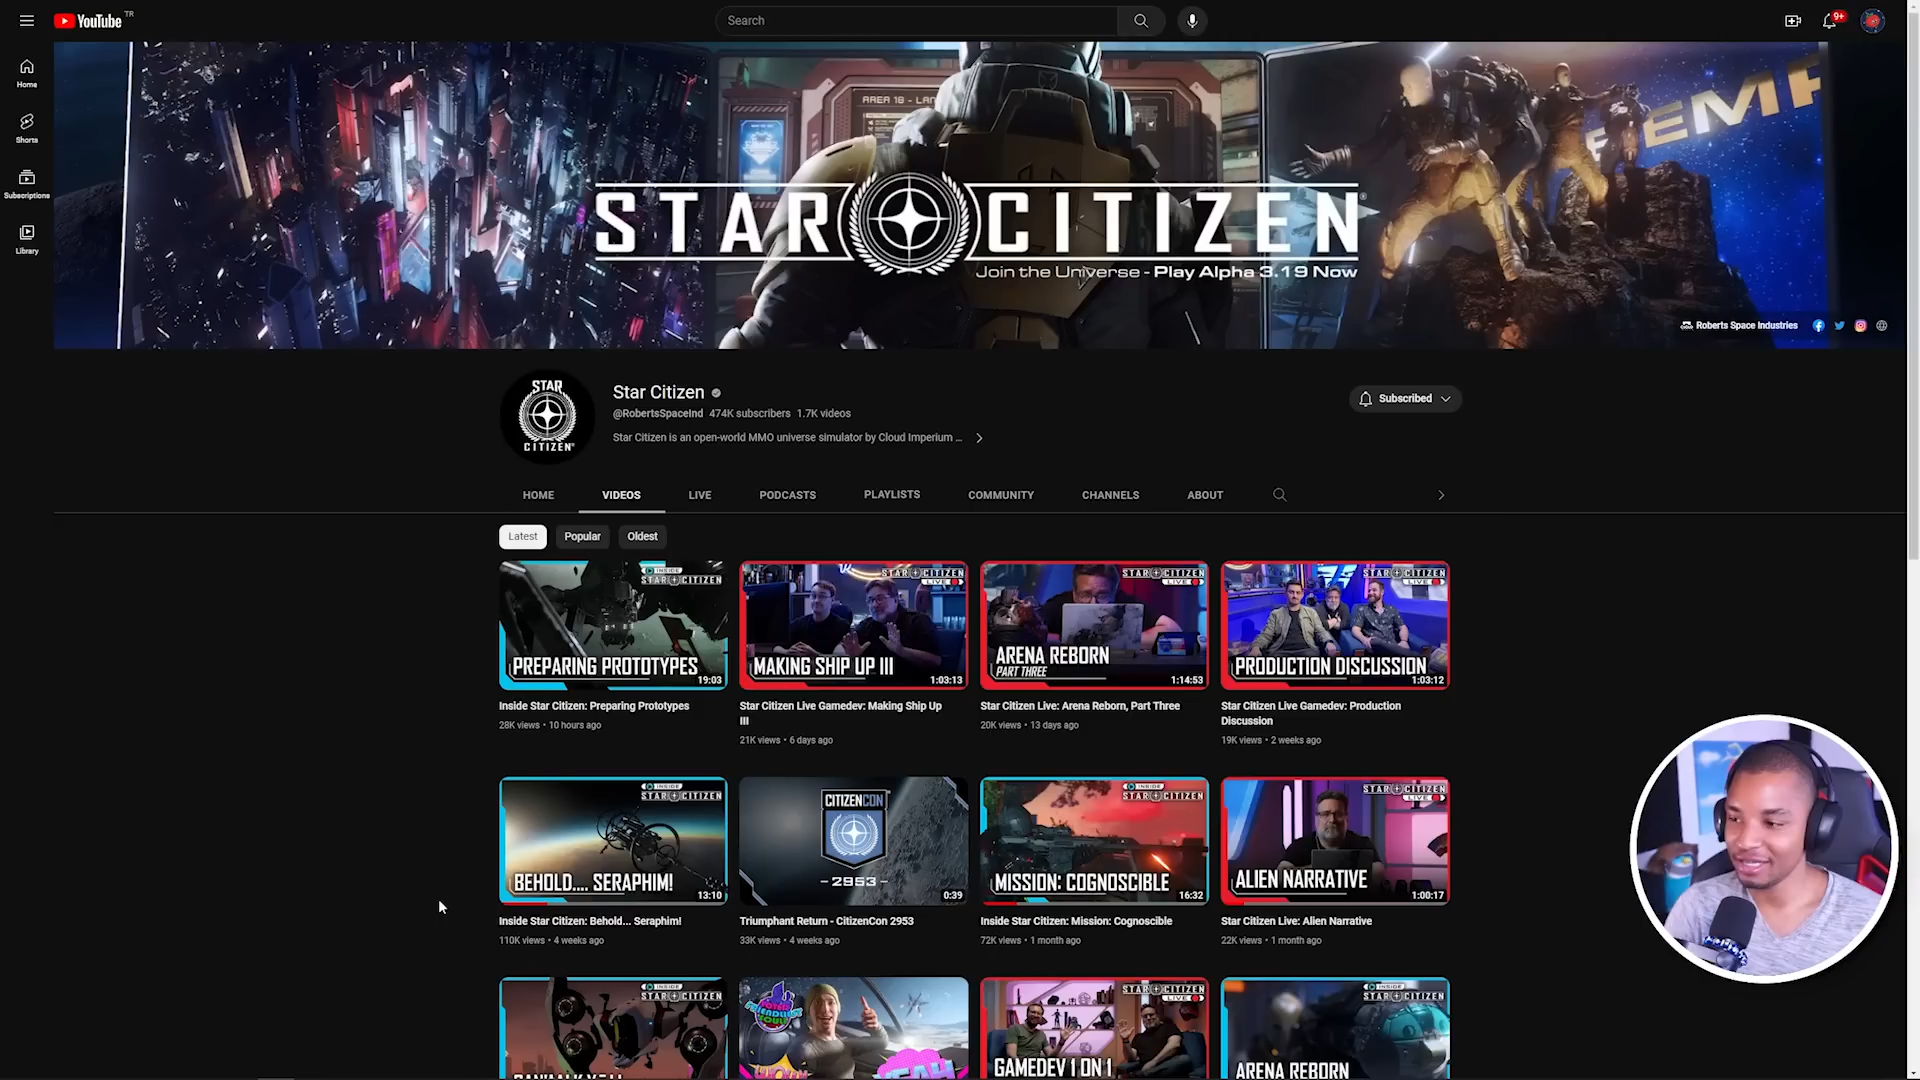 YouTube TR
Search
9+
Home
Shorts
Subscriptions
Library
AREA 18 - LAN
EMP
STAR CITIZEN
Join the Universe - Play Alpha 3.19 Now
Roberts Space Industries
STAR
CITIZEN
Star Citizen
@RobertsSpaceInd 474K subscribers 1.7K videos
Star Citizen is an open-world MMO universe simulator by Cloud Imperium ...
Subscribed
HOME VIDEOS LIVE PODCASTS PLAYLISTS COMMUNITY CHANNELS ABOUT
Latest Popular Oldest
INSIDE
STAR CITIZEN
PREPARING PROTOTYPES
19:03
Inside Star Citizen: Preparing Prototypes
28K views • 10 hours ago
STAR CITIZEN
LIVE
MAKING SHIP UP III
1:03:13
Star Citizen Live Gamedev: Making Ship Up
III
21K views • 6 days ago
STAR CITIZEN
LIVE
ARENA REBORN
PART THREE
1:14:53
Star Citizen Live: Arena Reborn, Part Three
20K views • 13 days ago
STAR CITIZEN
LIVE
PRODUCTION DISCUSSION
1:03:12
Star Citizen Live Gamedev: Production
Discussion
19K views • 2 weeks ago
INSIDE
STAR CITIZEN
BEHOLD.... SERAPHIM!
13:10
Inside Star Citizen: Behold... Seraphim!
110K views • 4 weeks ago
CITIZENCON
- 2953 -
0:39
Triumphant Return - CitizenCon 2953
33K views • 4 weeks ago
INSIDE
STAR CITIZEN
MISSION: COGNOSCIBLE
16:32
Inside Star Citizen: Mission: Cognoscible
72K views • 1 month ago
STAR CITIZEN
LIVE
ALIEN NARRATIVE
1:00:17
Star Citizen Live: Alien Narrative
22K views • 1 month ago
INSIDE
STAR CITIZEN
YEAH
STAR CITIZEN
LIVE
GAMEDEV 1 ON 1
INSIDE
STAR CITIZEN
ARENA REBORN